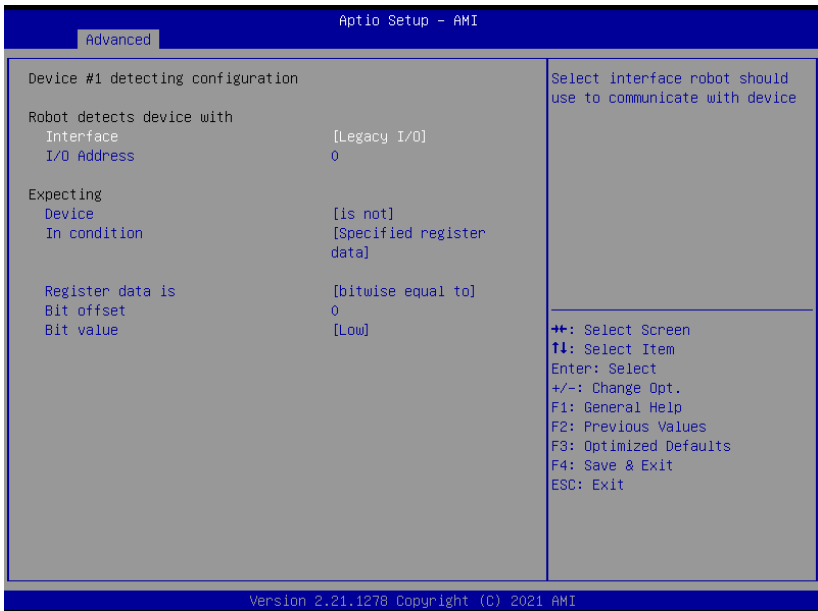 Aptio Setup – AMI
Advanced
Device #1 detecting configuration
Robot detects device with
Interface [Legacy I/O]
I/O Address 0
Expecting
Device [is not]
In condition [Specified register
data]
Register data is [bitwise equal to]
Bit offset 0
Bit value [Low]
Select interface robot should
use to communicate with device
→←: Select Screen
↑↓: Select Item
Enter: Select
+/-: Change Opt.
F1: General Help
F2: Previous Values
F3: Optimized Defaults
F4: Save & Exit
ESC: Exit
Version 2.21.1278 Copyright (C) 2021 AMI